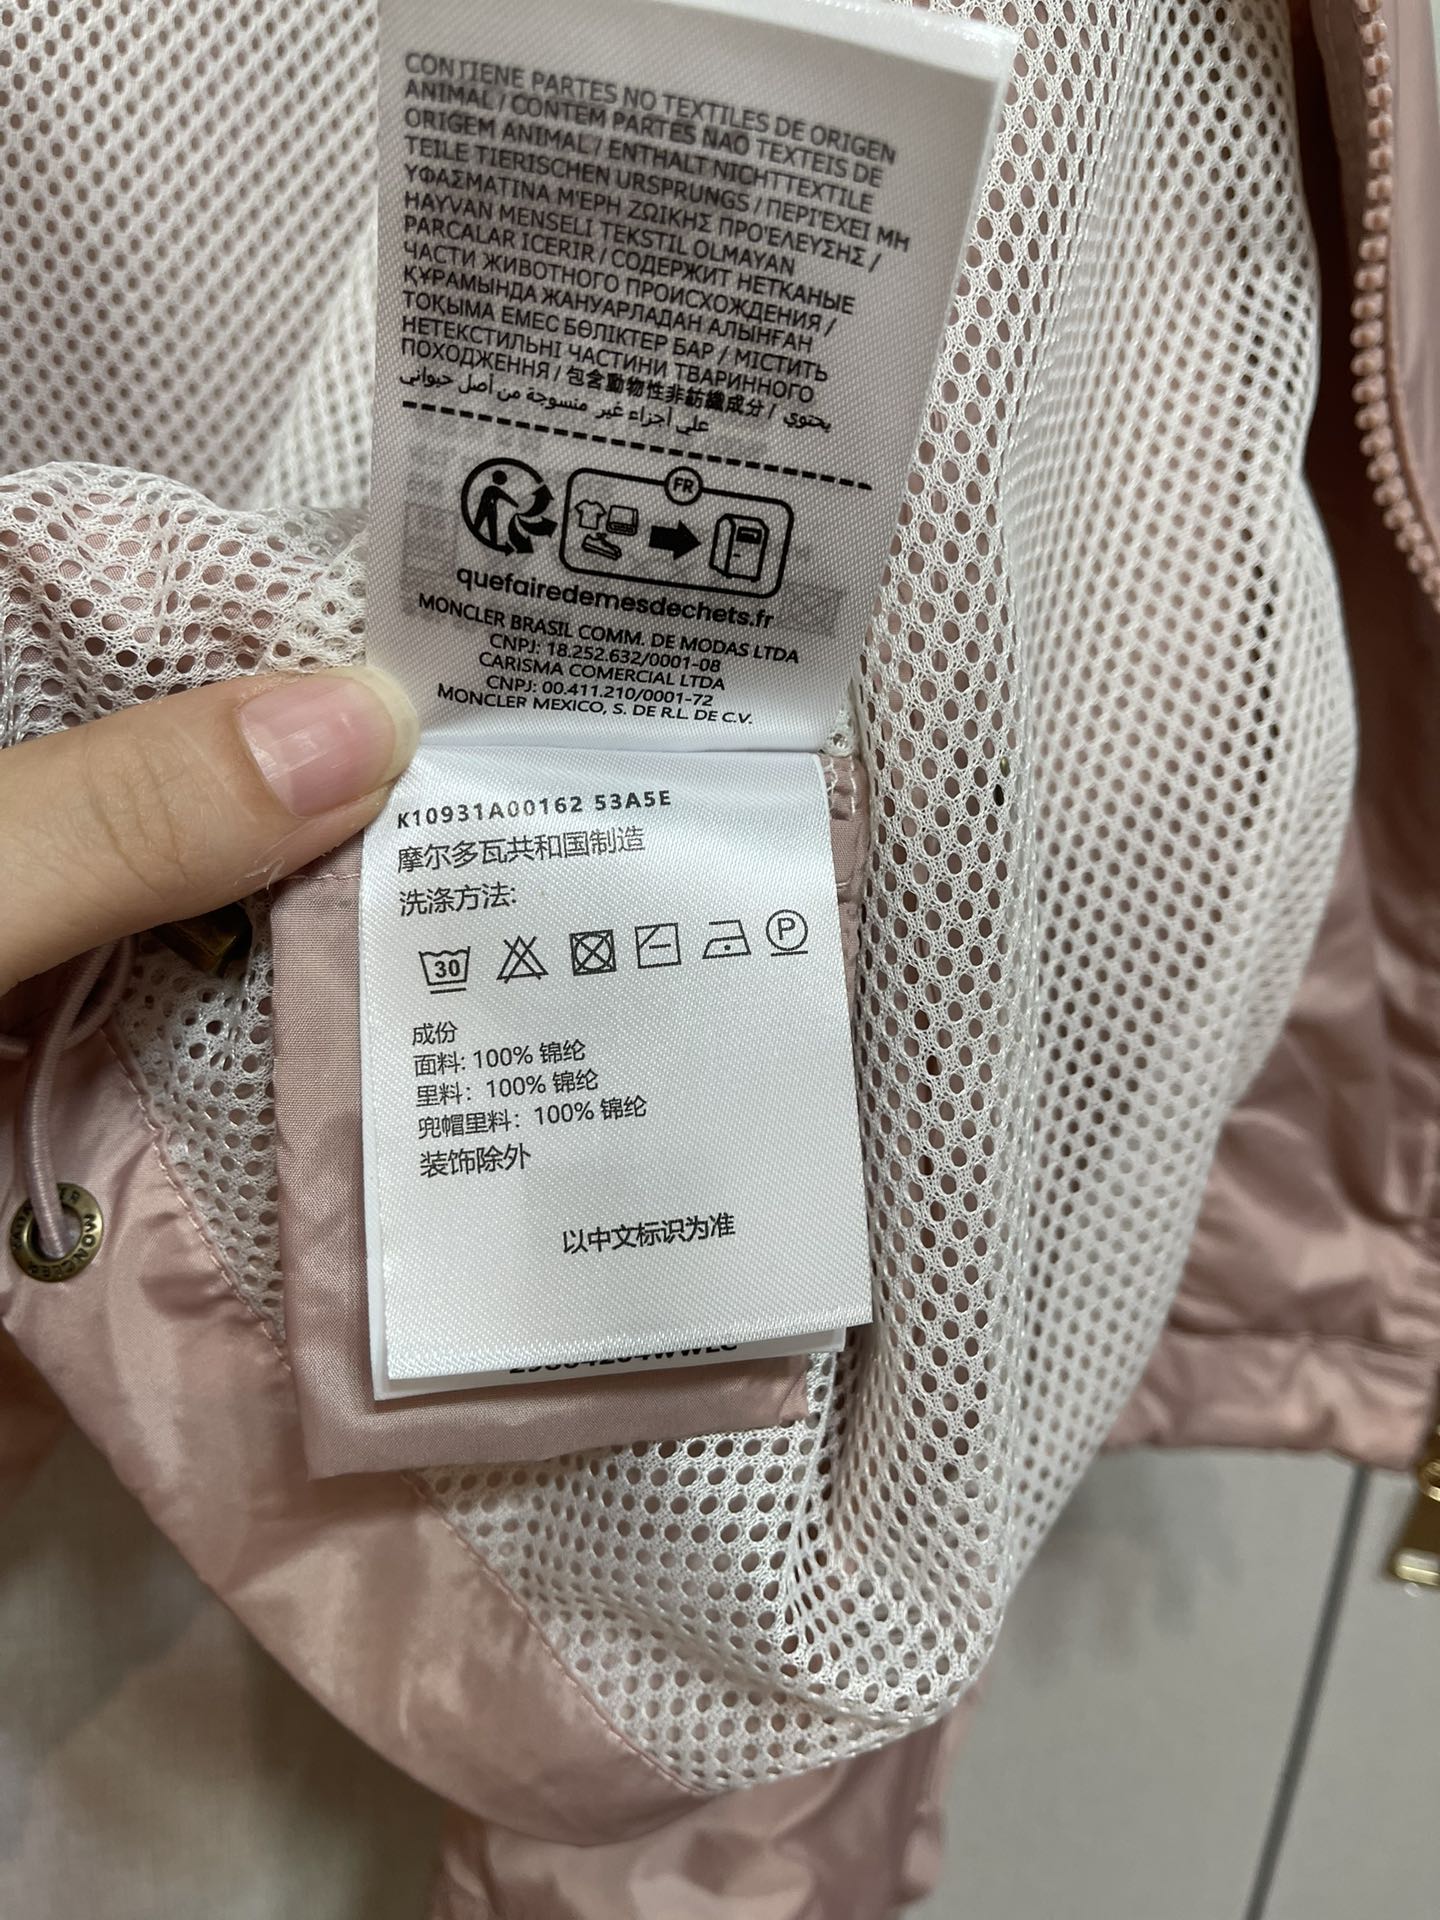 CONTIENE PARTES NO TEXTILES DE ORIGEN
ANIMAL / CONTEM PARTES NAO TEXTEIS DE
ORIGEM ANIMAL / ENTHALT NICHTTEXTILE
TEILE TIERISCHEN URSPRUNGS / ΠΕΡΙ'ΕΧΕΙ ΜΗ
ΥΦΑΣΜΑΤΙΝΑ Μ'ΕΡΗ ΖΩΙΚΗΣ ΠΡΟ'ΕΛΕΥΣΗΣ /
HAYVAN MENSELI TEKSTIL OLMAYAN
PARCALAR ICERIR / СОДЕРЖИТ НЕТКАНЫЕ
ЧАСТИ ЖИВОТНОГО ПРОИСХОЖДЕНИЯ /
ҚҰРАМЫНДА ЖАНУАРЛАДАН АЛЫНҒАН
ТОҚЫМА ЕМЕС БӨЛІКТЕР БАР / МІСТИТЬ
НЕТЕКСТИЛЬНІ ЧАСТИНИ ТВАРИННОГО
ПОХОДЖЕННЯ / 包含動物性非紡織成分 / يحتوي
على أجزاء غير منسوجة من أصل حيواني
FR
quefairedemesdechets.fr
MONCLER BRASIL COMM. DE MODAS LTDA
CNPJ: 18.252.632/0001-08
CARISMA COMERCIAL LTDA
CNPJ: 00.411.210/0001-72
MONCLER MEXICO, S. DE R.L. DE C.V.
K10931A00162 53A5E
摩尔多瓦共和国制造
洗涤方法:
30
P
成份
面料: 100% 锦纶
里料: 100% 锦纶
兜帽里料: 100% 锦纶
装饰除外
以中文标识为准
MONCLER